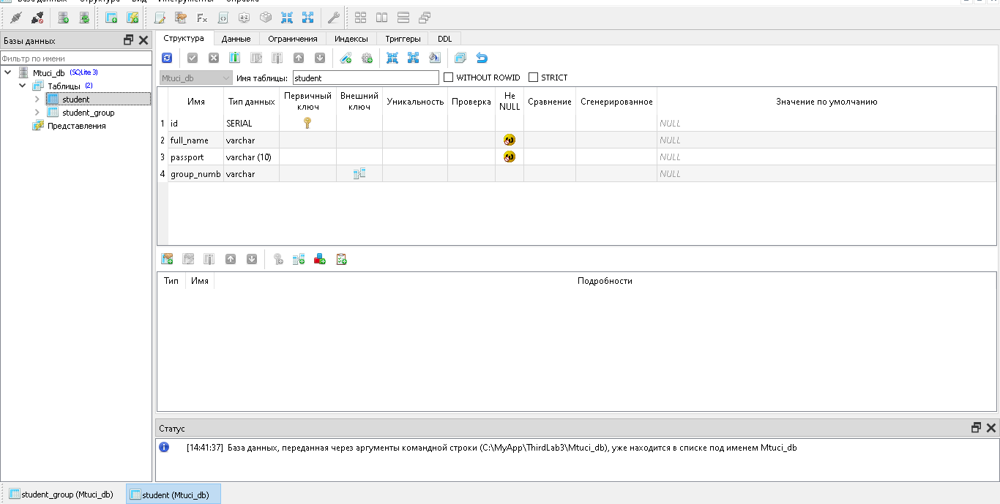 База данных Структура Вид Инструменты Справка
Базы данных
Фильтр по имени
Mtuci_db (SQLite 3)
Таблицы (2)
student
student_group
Представления
Структура Данные Ограничения Индексы Триггеры DDL
Mtuci_db Имя таблицы: student WITHOUT ROWID STRICT
Имя Тип данных Первичный ключ Внешний ключ Уникальность Проверка Не NULL Сравнение Сгенерированное Значение по умолчанию
1 id SERIAL NULL
2 full_name varchar NULL
3 passport varchar (10) NULL
4 group_numb varchar NULL
Тип Имя Подробности
Статус
[14:41:37] База данных, переданная через аргументы командной строки (C:\MyApp\ThirdLab3\Mtuci_db), уже находится в списке под именем Mtuci_db
student_group (Mtuci_db) student (Mtuci_db)